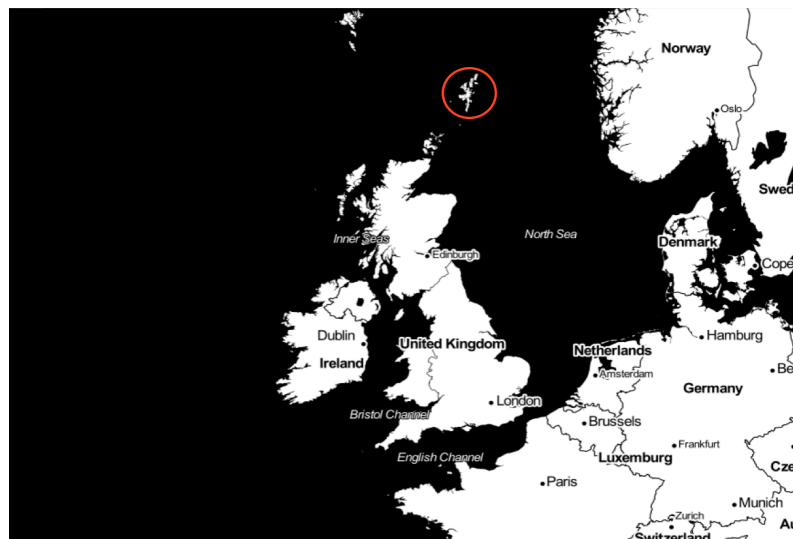 Norway
Oslo
Swed
North Sea
Denmark
Inner Seas
Edinburgh
Cope
Dublin
United Kingdom
Hamburg
Ireland
Netherlands
Amsterdam
Be
Germany
London
Bristol Channel
Brussels
Frankfurt
English Channel
Luxemburg
Cze
Paris
Munich
Zurich
Au
Switzerland